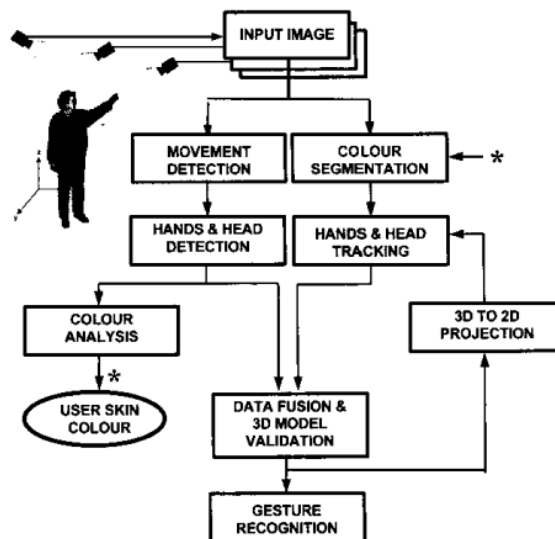 INPUT IMAGE
MOVEMENT
DETECTION
COLOUR
SEGMENTATION
*
HANDS & HEAD
DETECTION
HANDS & HEAD
TRACKING
COLOUR
ANALYSIS
3D TO 2D
PROJECTION
*
USER SKIN
COLOUR
DATA FUSION &
3D MODEL
VALIDATION
GESTURE
RECOGNITION